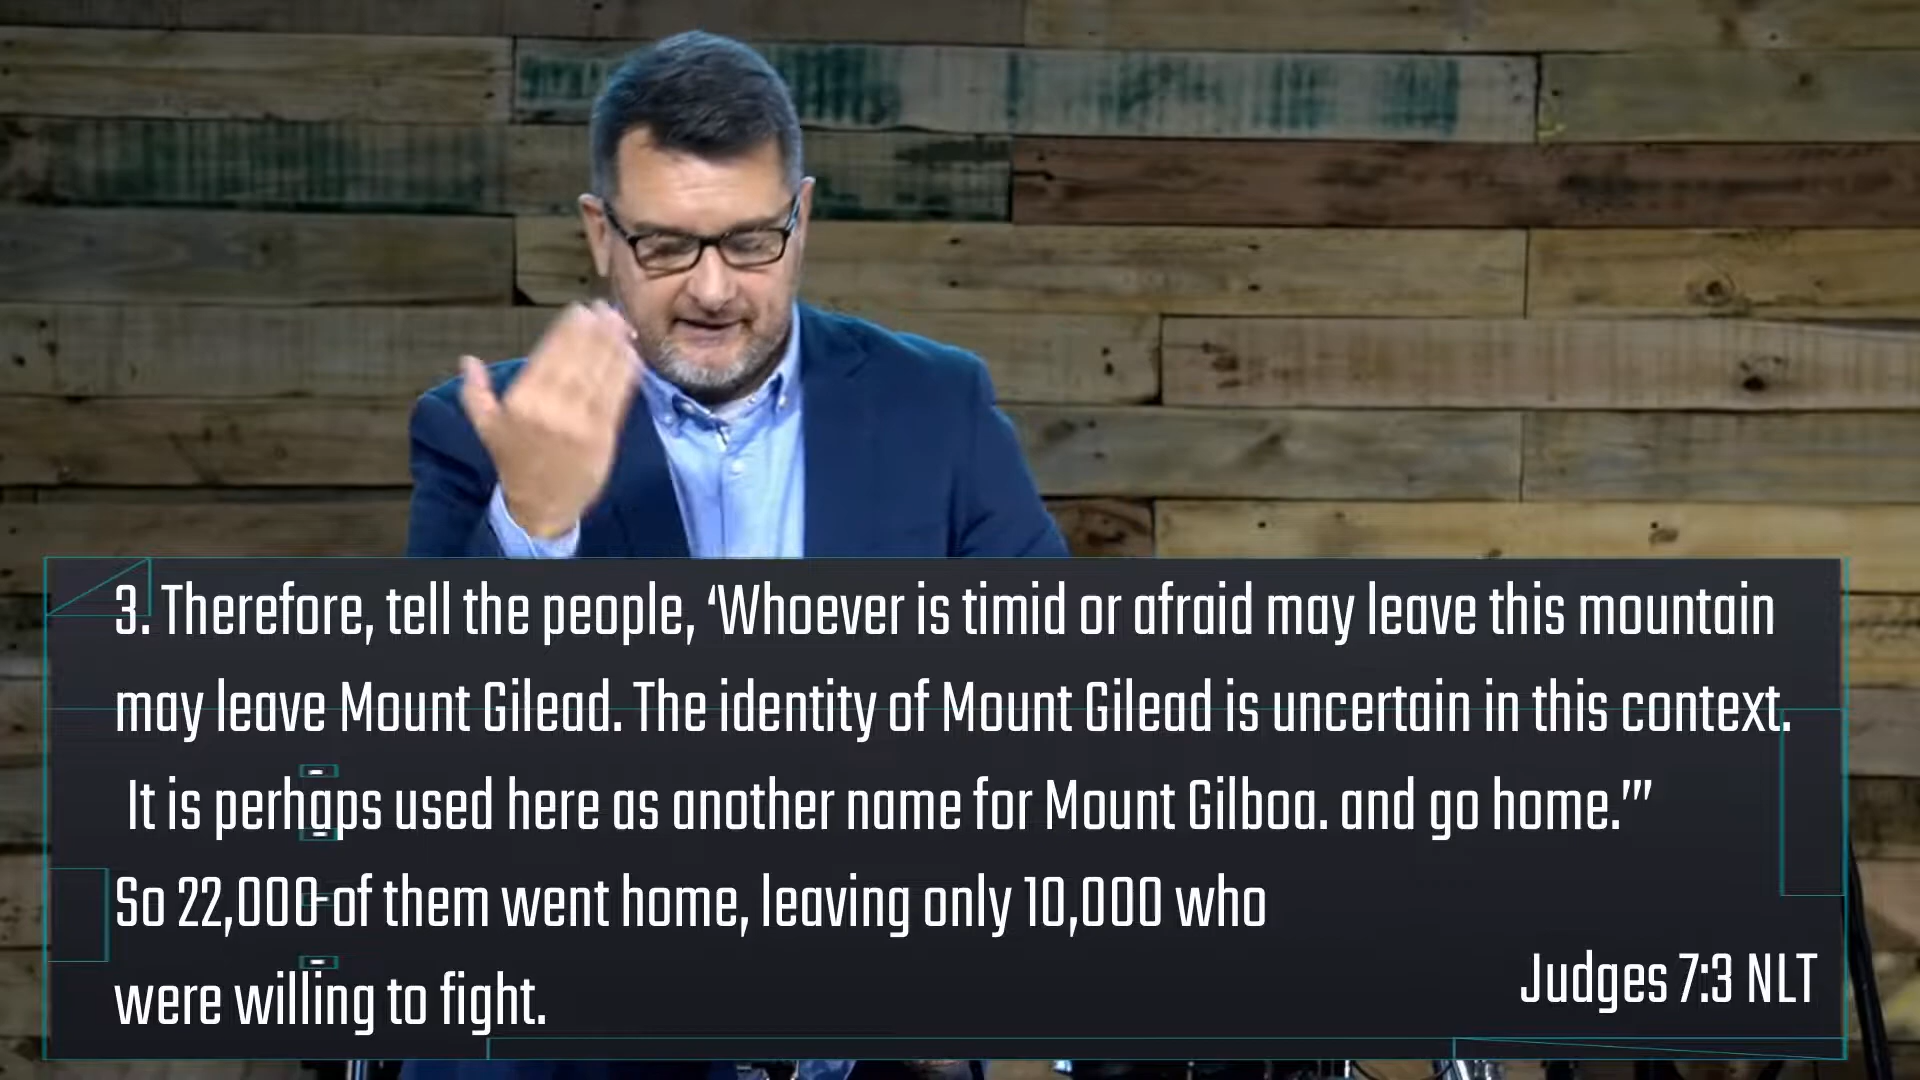 3. Therefore, tell the people, ‘Whoever is timid or afraid may leave this mountain
may leave Mount Gilead. The identity of Mount Gilead is uncertain in this context.
It is perhaps used here as another name for Mount Gilboa. and go home.’”
So 22,000 of them went home, leaving only 10,000 who
were willing to fight.
Judges 7:3 NLT